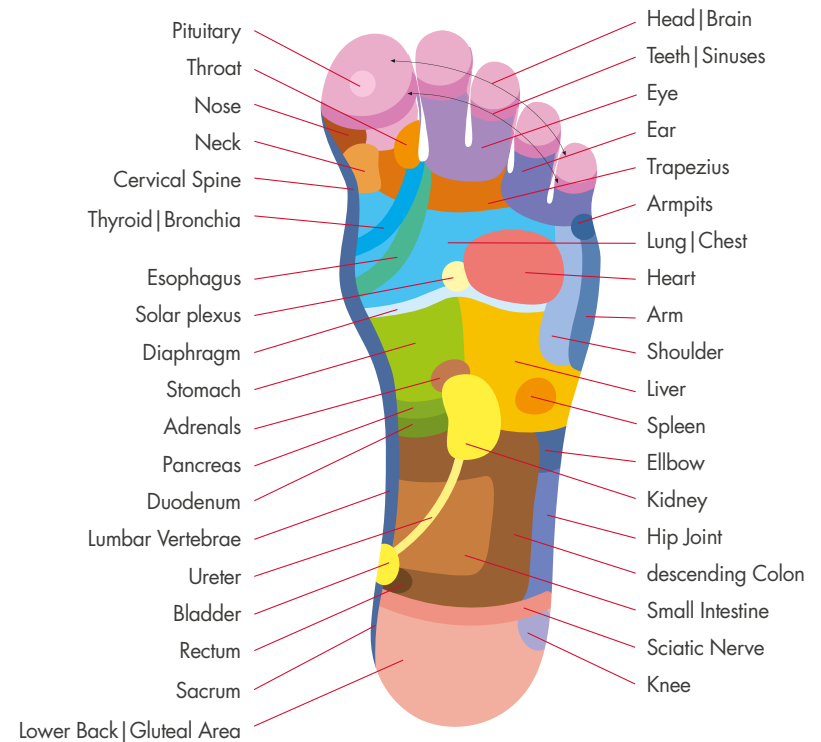 Pituitary
Throat
Nose
Neck
Cervical Spine
Thyroid|Bronchia
Esophagus
Solar plexus
Diaphragm
Stomach
Adrenals
Pancreas
Duodenum
Lumbar Vertebrae
Ureter
Bladder
Rectum
Sacrum
Lower Back|Gluteal Area
Head|Brain
Teeth|Sinuses
Eye
Ear
Trapezius
Armpits
Lung|Chest
Heart
Arm
Shoulder
Liver
Spleen
Ellbow
Kidney
Hip Joint
descending Colon
Small Intestine
Sciatic Nerve
Knee